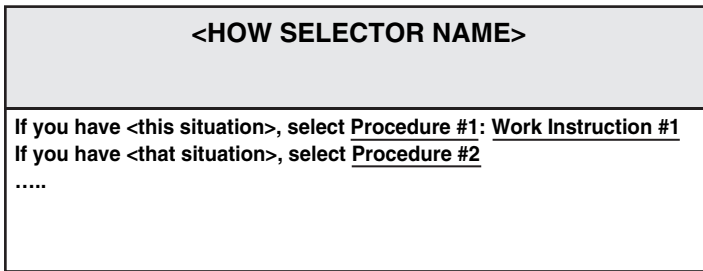 <HOW SELECTOR NAME>
If you have <this situation>, select Procedure #1: Work Instruction #1
If you have <that situation>, select Procedure #2
…..